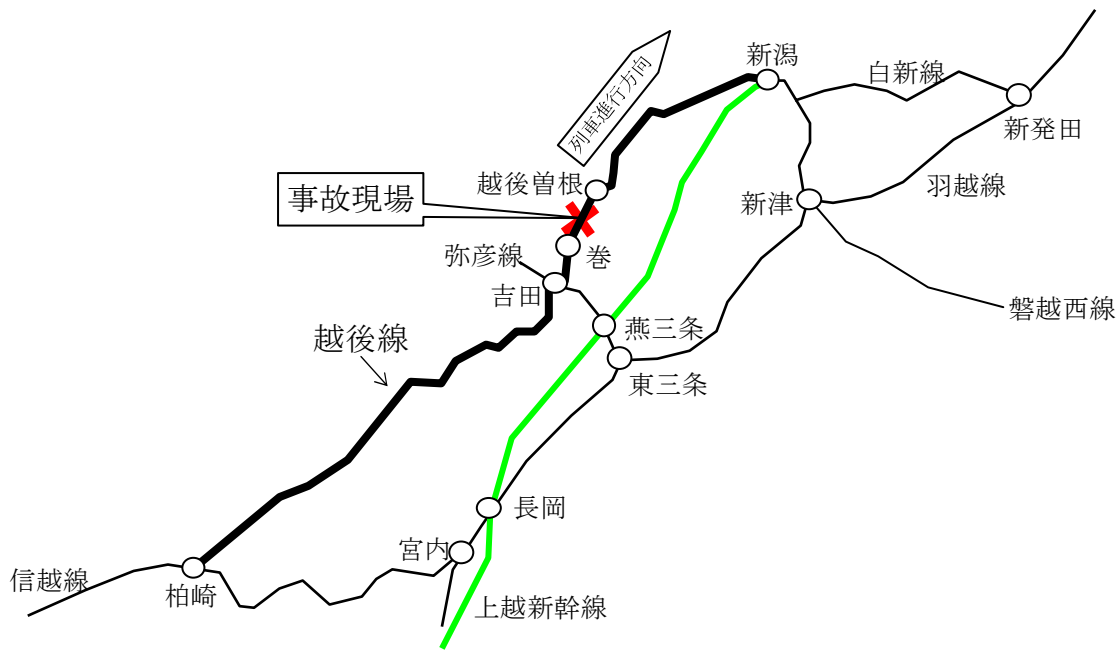 新潟
白新線
新発田
列車進行方向
越後曽根
羽越線
事故現場
新津
弥彦線
巻
吉田
磐越西線
越後線
燕三条
東三条
長岡
宮内
信越線
柏崎
上越新幹線